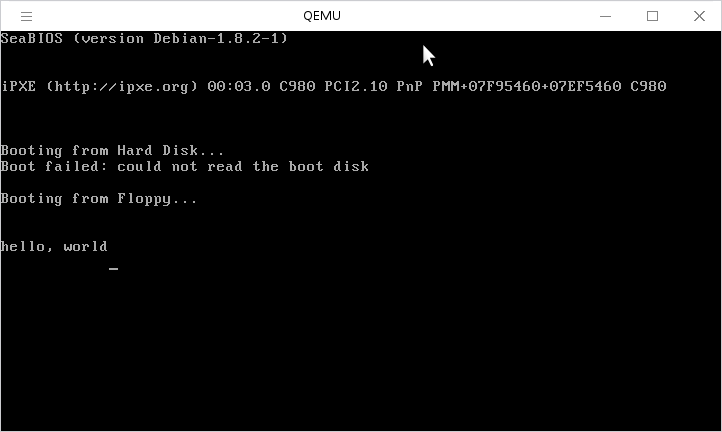 QEMU
SeaBIOS (version Debian-1.8.2-1)
iPXE (http://ipxe.org) 00:03.0 C980 PCI2.10 PnP PMM+07F95460+07EF5460 C980
Booting from Hard Disk...
Boot failed: could not read the boot disk
Booting from Floppy...
hello, world